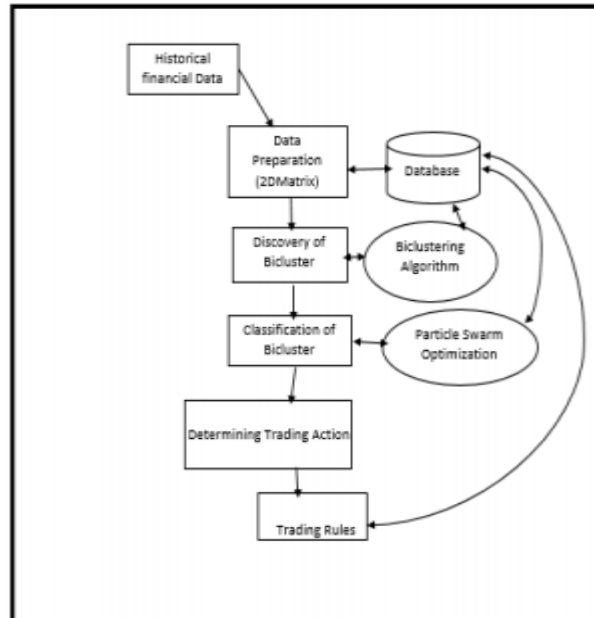 Historical
financial Data
Data
Preparation
(2DMatrix)
Database
Discovery of
Bicluster
Biclustering
Algorithm
Classification of
Bicluster
Particle Swarm
Optimization
Determining Trading Action
Trading Rules